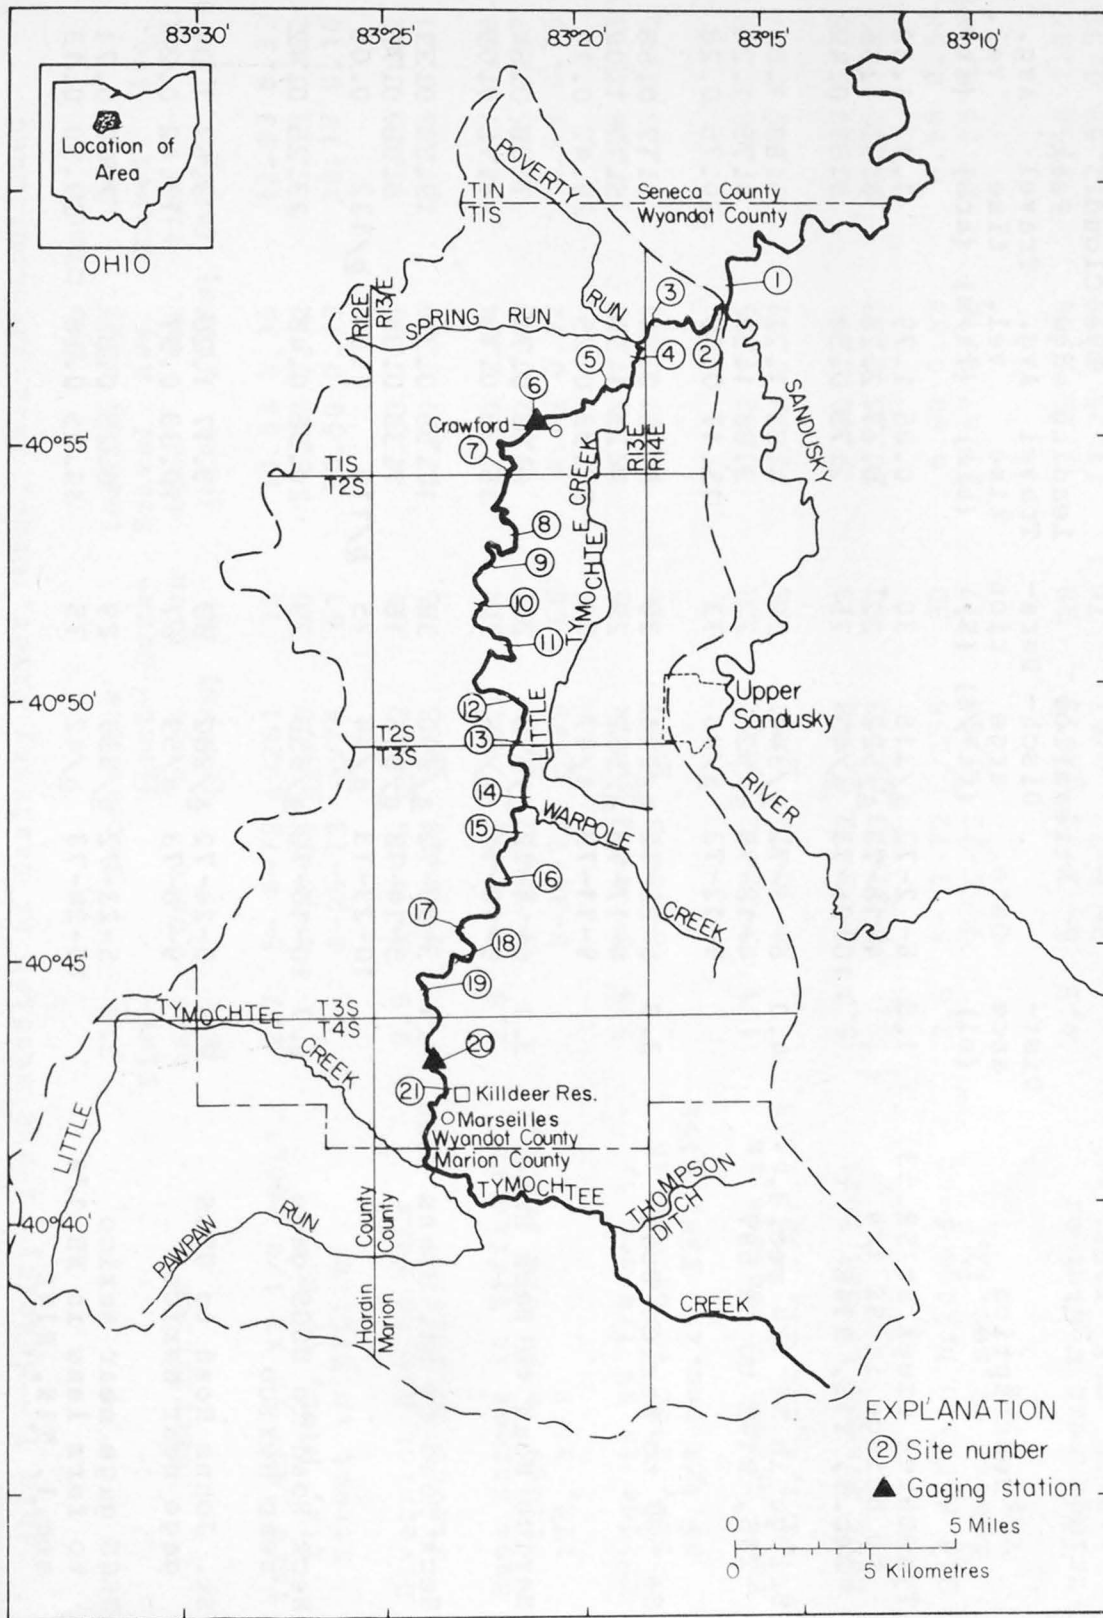 83°30' 83°25' 83°20' 83°15' 83°10'
Location of
Area
OHIO
POVERTY
RUN
T1N
T1S
Seneca County
Wyandot County
1
R12E
R13E
SPRING RUN
3
2
4
5
6
Crawford
SANDUSKY
RIVER
40°55'
7
T1S
T2S
R13E
R14E
8
9
10
11
LITTLE TYMOCHTEE CREEK
40°50'
12
Upper
Sandusky
13
T2S
T3S
14
WARPOLE
CREEK
15
16
17
18
40°45'
19
TYMOCHTEE
CREEK
T3S
T4S
20
21
Killdeer Res.
Marseilles
Wyandot County
Marion County
LITTLE
TYMOCHTEE
CREEK
THOMPSON
DITCH
40°40'
PAWPAW
RUN
Hardin County
Marion County
EXPLANATION
2 Site number
Gaging station
0 5 Miles
0 5 Kilometres